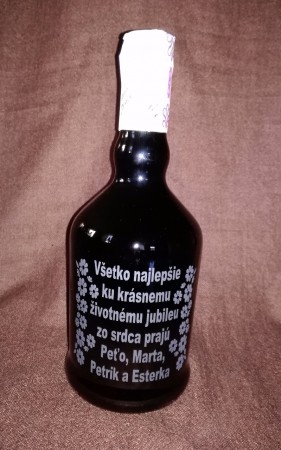 Všetko najlepšie
ku krásnemu
životnému jubileu
zo srdca prajú
Peťo, Marta,
Petrík a Esterka